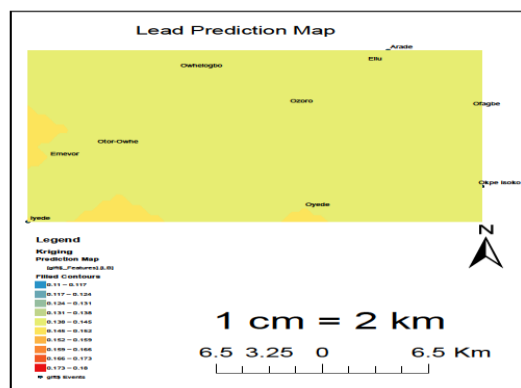 Lead Prediction Map
Arade
Ellu
Owhelogbo
Ozoro
Ofagbe
Otor-Owhe
Emevor
Okpe Isoko
Oyede
Iyede
N
Legend
Kriging
Prediction Map
Filled Contours
0.11 – 0.117
0.117 – 0.124
0.124 – 0.131
0.131 – 0.138
0.138 – 0.145
0.145 – 0.152
0.152 – 0.159
0.159 – 0.166
0.166 – 0.173
0.173 – 0.18
Events
1 cm = 2 km
6.5 3.25 0 6.5 Km